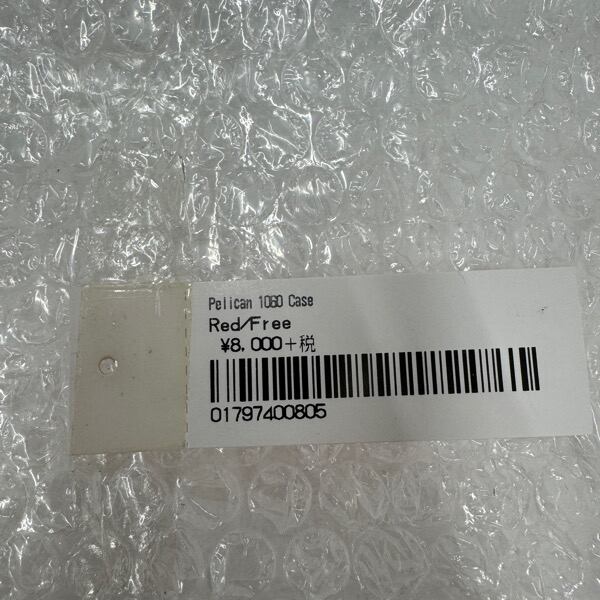 Pelican 1060 Case
Red/Free
¥8,000+税
01797400805